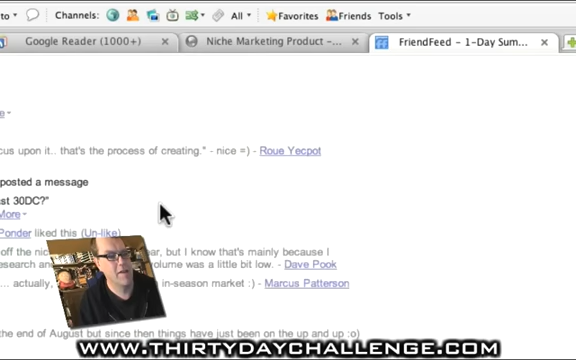 to
Channels:
All
Favorites
Friends
Tools
Google Reader (1000+)
Niche Marketing Product –...
FriendFeed – 1-Day Sum...
cus upon it.. that's the process of creating." - nice =) - Roue Yecpot
posted a message
st 30DC?"
More
Ponder liked this (Un-like)
off the nic ar, but I know that's mainly because I
esearch an volume was a little bit low. - Dave Pook
... actually, in-season market :) - Marcus Patterson
the end of August but since then things have just been on the up and up :o)
WWW.THIRTYDAYCHALLENGE.COM